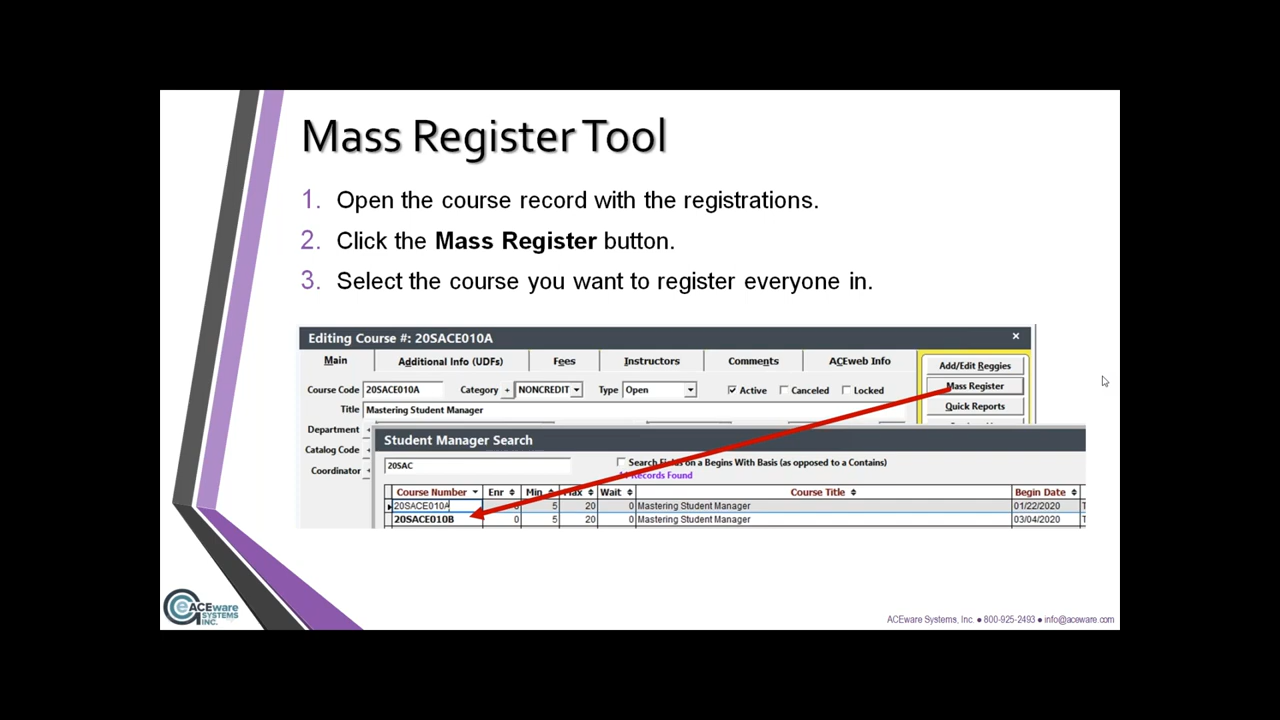 Mass Register Tool
1. Open the course record with the registrations.
2. Click the Mass Register button.
3. Select the course you want to register everyone in.
Editing Course #: 20SACE010A ×
Main Additional Info (UDFs) Fees Instructors Comments ACEweb Info Add/Edit Reggies
Course Code 20SACE010A Category + NONCREDIT Type Open Active Canceled Locked Mass Register
Title Mastering Student Manager Quick Reports
Department +
Catalog Code +
Coordinator +
Student Manager Search
20SAC Search Fields on a Begins With Basis (as opposed to a Contains)
Records Found
Course Number Enr Min Max Wait Course Title Begin Date
20SACE010A 0 5 20 0 Mastering Student Manager 01/22/2020 T
20SACE010B 0 5 20 0 Mastering Student Manager 03/04/2020 T
ACEware
SYSTEMS
INC.
ACEware Systems, Inc. ● 800-925-2493 ● info@aceware.com